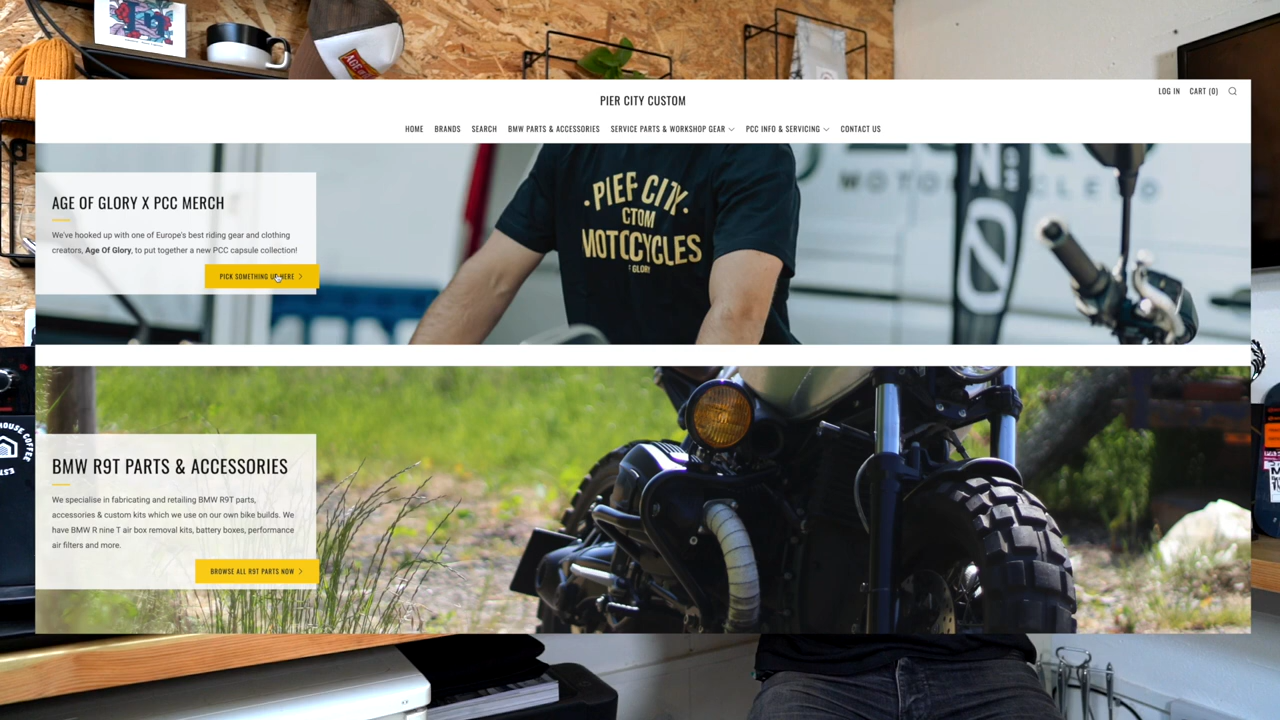 PIER CITY CUSTOM
LOG IN
CART (0)
HOME
BRANDS
SEARCH
BMW PARTS & ACCESSORIES
SERVICE PARTS & WORKSHOP GEAR
PCC INFO & SERVICING
CONTACT US
AGE OF GLORY X PCC MERCH
We've hooked up with one of Europe's best riding gear and clothing
creators, Age Of Glory, to put together a new PCC capsule collection!
PICK SOMETHING UP HERE
PIER CITY
MOTORCYCLES
GLORY
BMW R9T PARTS & ACCESSORIES
We specialise in fabricating and retailing BMW R9T parts,
accessories & custom kits which we use on our own bike builds. We
have BMW R nine T air box removal kits, battery boxes, performance
air filters and more.
BROWSE ALL R9T PARTS NOW